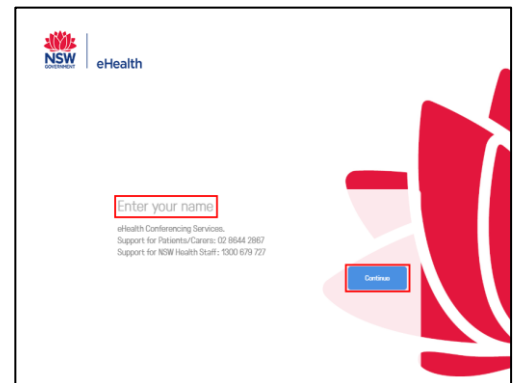 NSW
GOVERNMENT
eHealth
Enter your name
eHealth Conferencing Services.
Support for Patients/Carers: 02 8644 2867
Support for NSW Health Staff: 1300 679 727
Continue